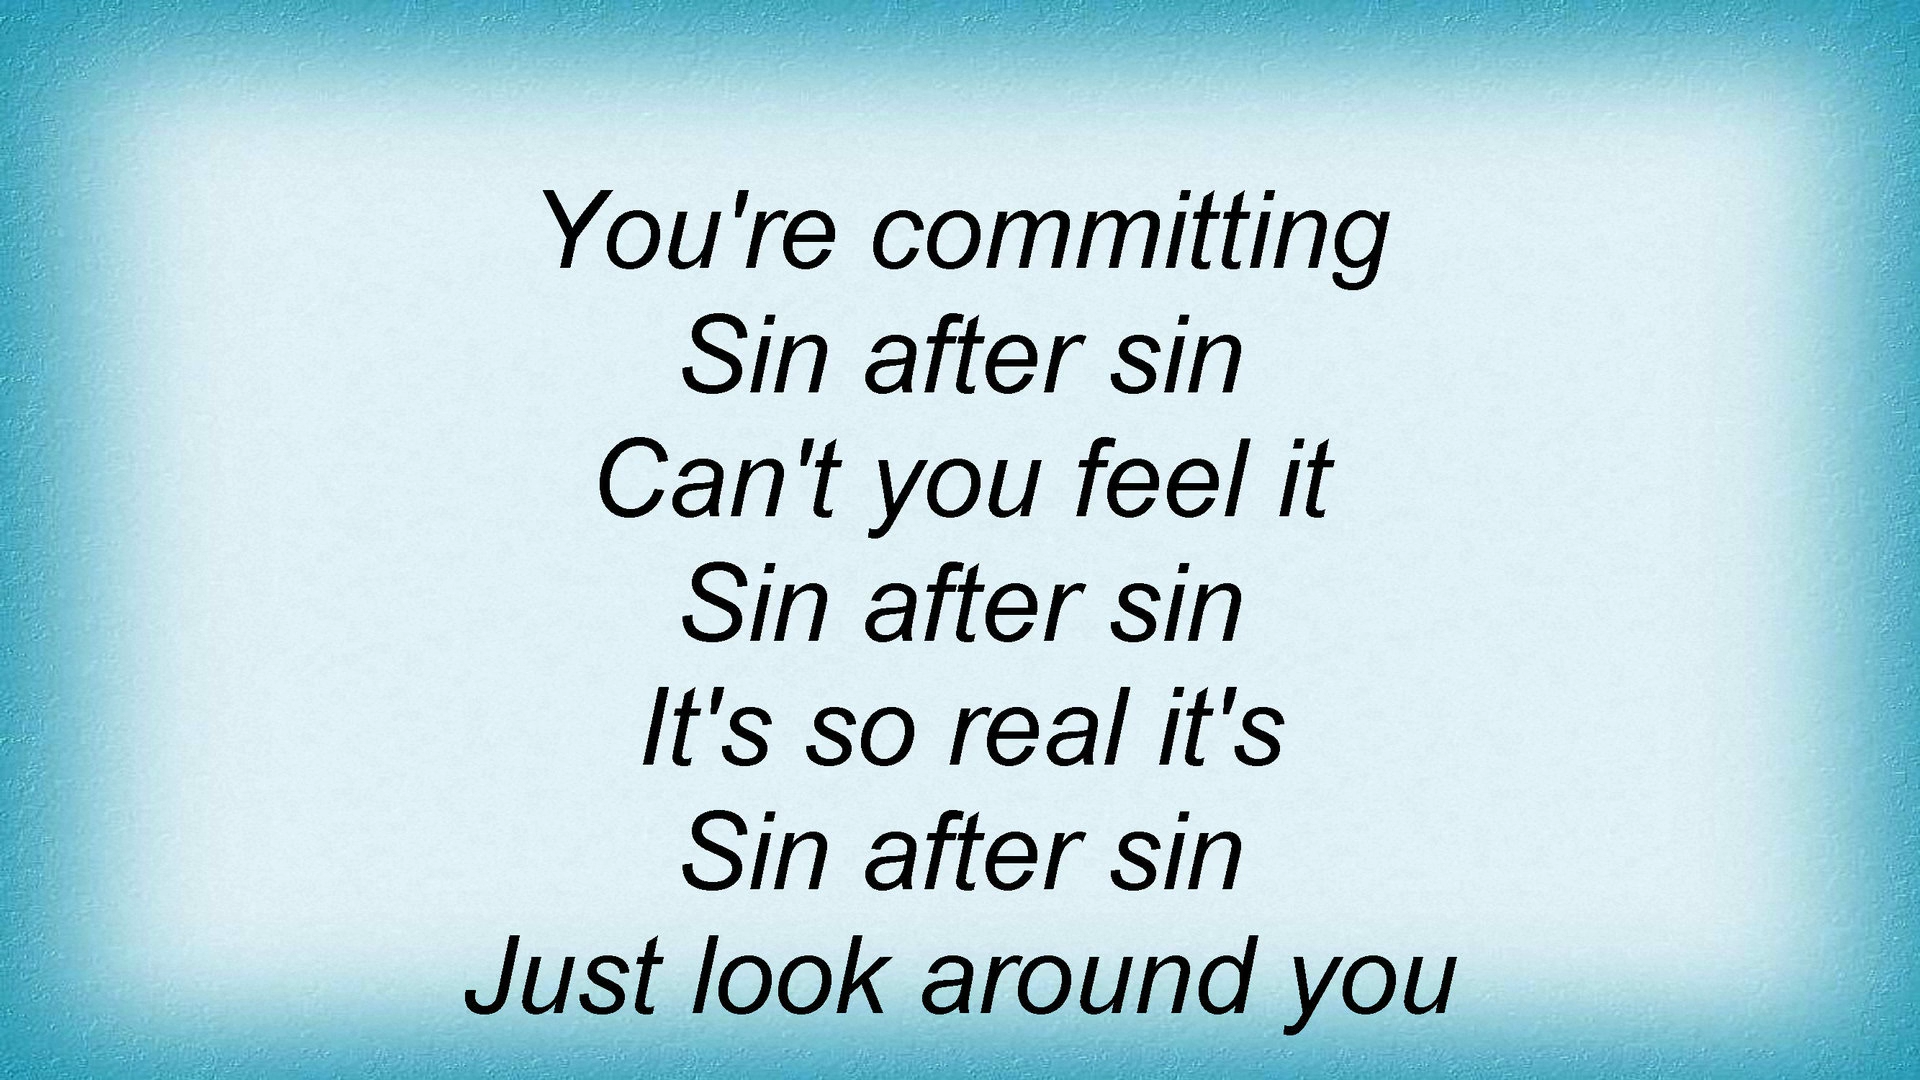 You're committing
Sin after sin
Can't you feel it
Sin after sin
It's so real it's
Sin after sin
Just look around you